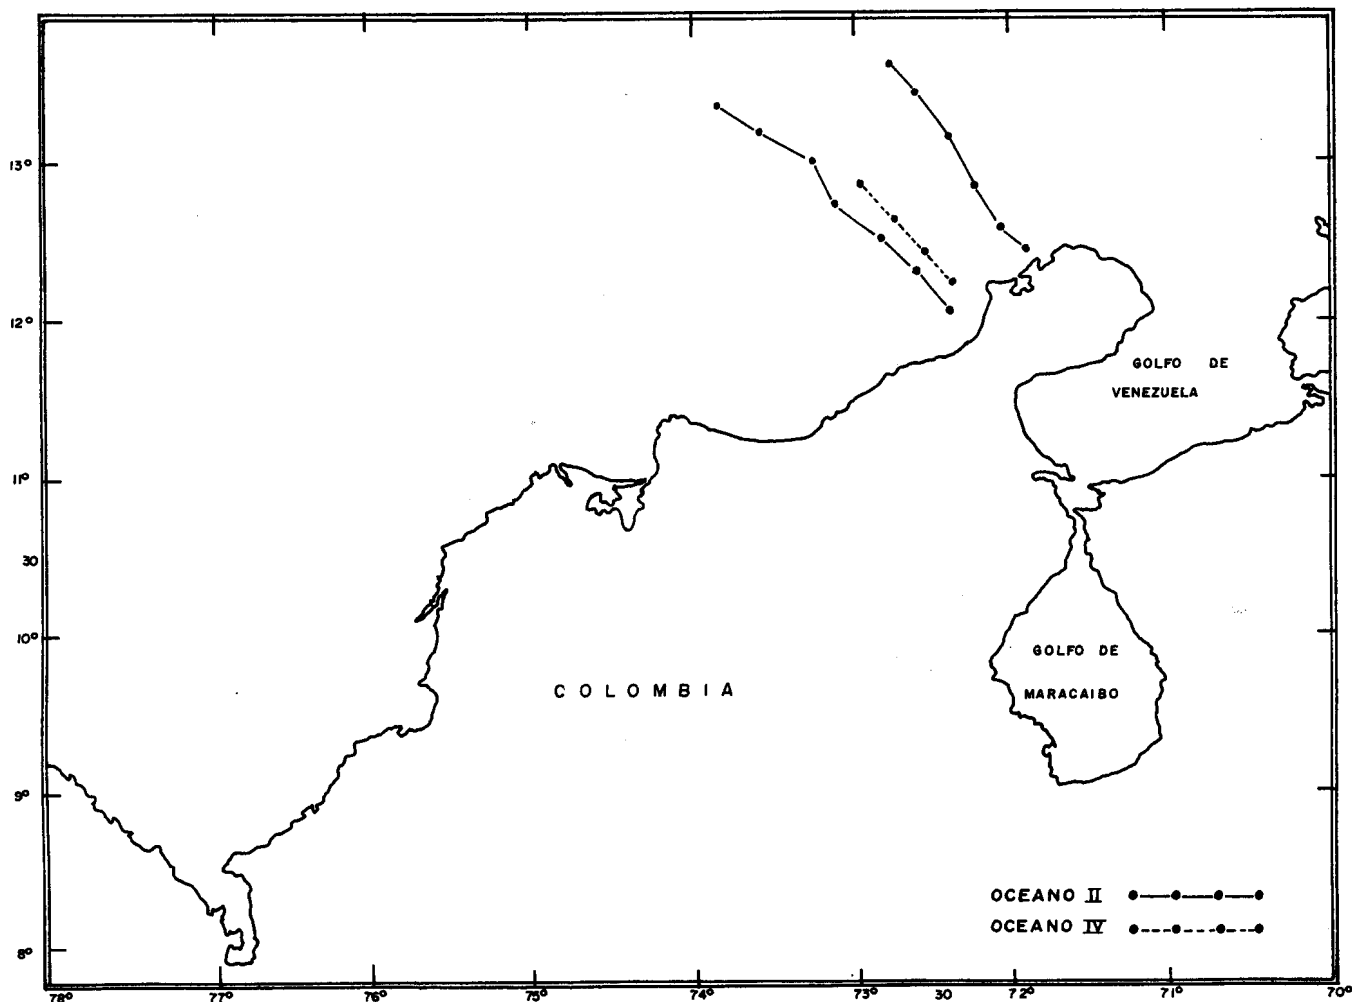 13°
12°
GOLFO DE
VENEZUELA
11°
30
10°
GOLFO DE
COLOMBIA
MARACAIBO
9°
OCEANO II
OCEANO IV
8°
78° 77° 76° 75° 74° 73° 30 72° 71° 70°